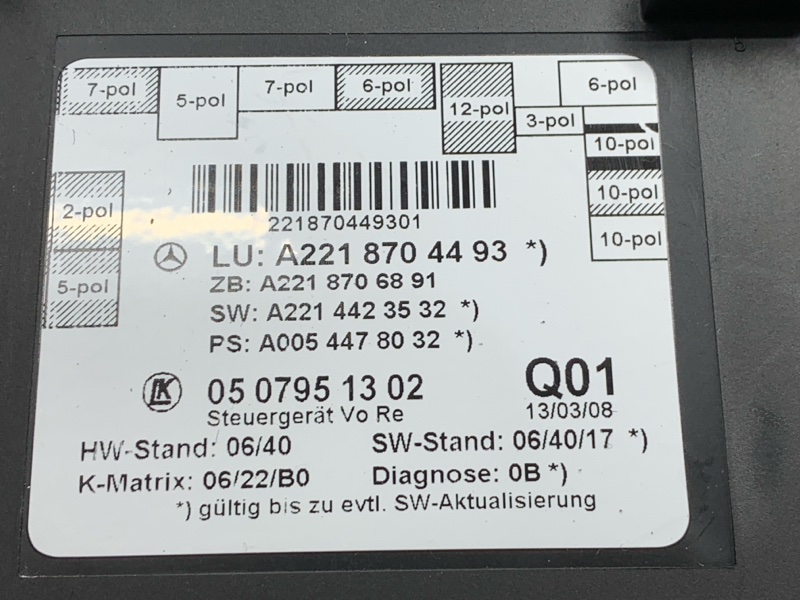 7-pol 5-pol 7-pol 6-pol 12-pol 3-pol 6-pol
10-pol
10-pol
10-pol
2-pol
5-pol
221870449301
LU: A221 870 44 93 *)
ZB: A221 870 68 91
SW: A221 442 35 32 *)
PS: A005 447 80 32 *)
LK 05 0795 13 02 Q01
Steuergerät Vo Re 13/03/08
HW-Stand: 06/40 SW-Stand: 06/40/17 *)
K-Matrix: 06/22/B0 Diagnose: 0B *)
*) gültig bis zu evtl. SW-Aktualisierung